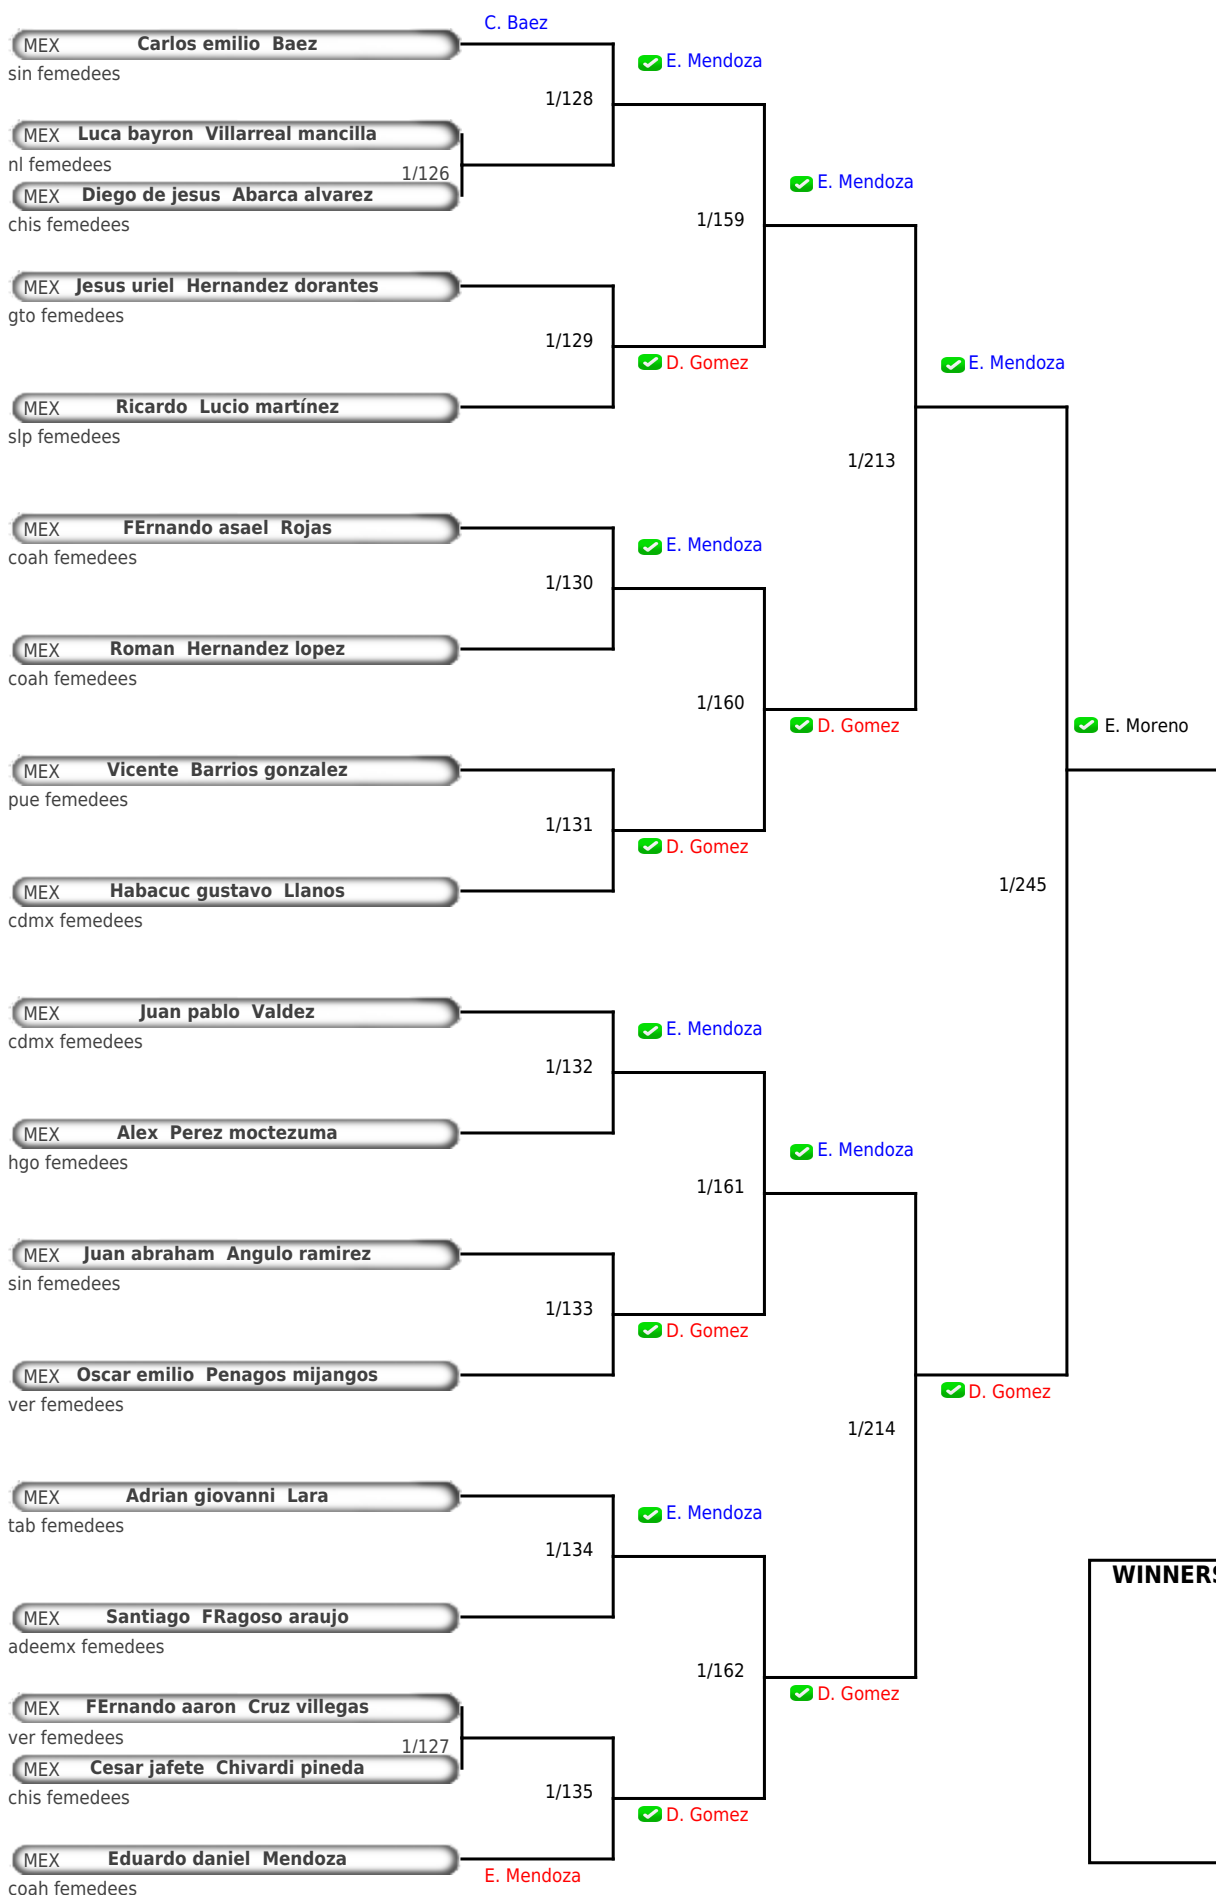 C. Baez
MEX Carlos emilio Baez
sin femedees
E. Mendoza
1/128
MEX Luca bayron Villarreal mancilla
nl femedees
1/126
MEX Diego de jesus Abarca alvarez
chis femedees
E. Mendoza
1/159
MEX Jesus uriel Hernandez dorantes
gto femedees
1/129
D. Gomez
E. Mendoza
MEX Ricardo Lucio martínez
slp femedees
1/213
MEX FErnando asael Rojas
coah femedees
E. Mendoza
1/130
MEX Roman Hernandez lopez
coah femedees
1/160
D. Gomez
E. Moreno
MEX Vicente Barrios gonzalez
pue femedees
1/131
D. Gomez
MEX Habacuc gustavo Llanos
cdmx femedees
1/245
MEX Juan pablo Valdez
cdmx femedees
E. Mendoza
1/132
MEX Alex Perez moctezuma
hgo femedees
E. Mendoza
1/161
MEX Juan abraham Angulo ramirez
sin femedees
1/133
D. Gomez
MEX Oscar emilio Penagos mijangos
ver femedees
D. Gomez
1/214
MEX Adrian giovanni Lara
tab femedees
E. Mendoza
1/134
WINNERS
MEX Santiago FRagoso araujo
adeemx femedees
1/162
D. Gomez
MEX FErnando aaron Cruz villegas
ver femedees
1/127
MEX Cesar jafete Chivardi pineda
chis femedees
1/135
D. Gomez
MEX Eduardo daniel Mendoza
coah femedees
E. Mendoza